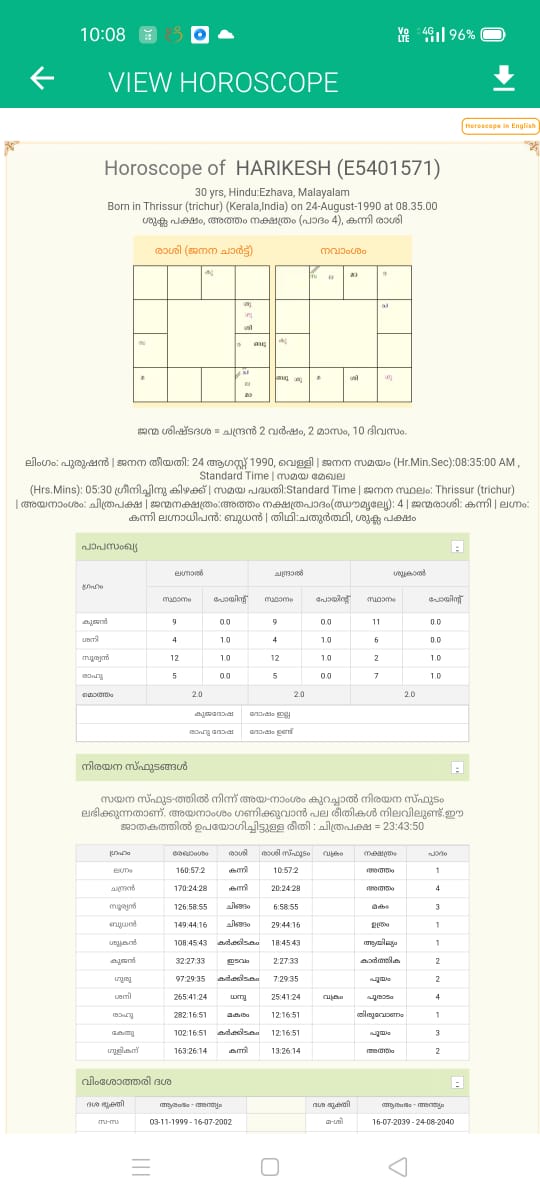 10:08
Vo LTE 4G 96%
VIEW HOROSCOPE
Horoscope in English
Horoscope of HARIKESH (E5401571)
30 yrs, Hindu:Ezhava, Malayalam
Born in Thrissur (trichur) (Kerala,India) on 24-August-1990 at 08.35.00
ശുക്ല പക്ഷം, അത്തം നക്ഷത്രം (പാദം 4), കന്നി രാശി
രാശി (ജനന ചാർട്ട്) നവാംശം
കു മാ
ശു
ഗു
ശി
ബു കു
മ ല മാ ബു ശു മ ശി ഗു
ജന്മ ശിഷ്ടദശ = ചന്ദ്രൻ 2 വർഷം, 2 മാസം, 10 ദിവസം.
ലിംഗം: പുരുഷൻ | ജനന തീയതി: 24 ആഗസ്റ്റ് 1990, വെള്ളി | ജനന സമയം (Hr.Min.Sec):08:35:00 AM ,
Standard Time | സമയ മേഖല
(Hrs.Mins): 05:30 ഗ്രീനിച്ചിനു കിഴക്ക് | സമയ പദ്ധതി:Standard Time | ജനന സ്ഥലം: Thrissur (trichur)
| അയനാംശം: ചിത്രപക്ഷ | ജന്മനക്ഷത്രം:അത്തം നക്ഷത്രപാദം(ഝൗമൃല്യേ): 4 | ജന്മരാശി: കന്നി | ലഗ്നം:
കന്നി ലഗ്നാധിപൻ: ബുധൻ | തിഥി:ചതുർത്ഥി, ശുക്ല പക്ഷം
പാപസംഖ്യ
ഗ്രഹം ലഗ്നാൽ ചന്ദ്രാൽ ശുക്രാൽ
സ്ഥാനം പോയിന്റ് സ്ഥാനം പോയിന്റ് സ്ഥാനം പോയിന്റ്
കുജൻ 9 0.0 9 0.0 11 0.0
ശനി 4 1.0 4 1.0 6 0.0
സൂര്യൻ 12 1.0 12 1.0 2 1.0
രാഹു 5 0.0 5 0.0 7 1.0
മൊത്തം 2.0 2.0 2.0
കുജദോഷ ദോഷം ഇല്ല
രാഹു ദോഷ ദോഷം ഉണ്ട്
നിരയന സ്ഫുടങ്ങൾ
സയന സ്ഫുട-ത്തിൽ നിന്ന് അയ-നാംശം കുറച്ചാൽ നിരയന സ്ഫുടം
ലഭിക്കുന്നതാണ്. അയനാംശം ഗണിക്കുവാൻ പല രീതികൾ നിലവിലുണ്ട്.ഈ
ജാതകത്തിൽ ഉപയോഗിച്ചിട്ടുള്ള രീതി : ചിത്രപക്ഷ = 23:43:50
ഗ്രഹം രേഖാംശം രാശി രാശി സ്ഫുടം വക്രം നക്ഷത്രം പാദം
ലഗ്നം 160:57:2 കന്നി 10:57:2 അത്തം 1
ചന്ദ്രൻ 170:24:28 കന്നി 20:24:28 അത്തം 4
സൂര്യൻ 126:58:55 ചിങ്ങം 6:58:55 മകം 3
ബുധൻ 149:44:16 ചിങ്ങം 29:44:16 ഉത്രം 1
ശുക്രൻ 108:45:43 കർക്കിടകം 18:45:43 ആയില്യം 1
കുജൻ 32:27:33 ഇടവം 2:27:33 കാർത്തിക 2
ഗുരു 97:29:35 കർക്കിടകം 7:29:35 പൂയം 2
ശനി 265:41:24 ധനു 25:41:24 വക്രം പൂരാടം 4
രാഹു 282:16:51 മകരം 12:16:51 തിരുവോണം 1
കേതു 102:16:51 കർക്കിടകം 12:16:51 പൂയം 3
ഗുളികന് 163:26:14 കന്നി 13:26:14 അത്തം 2
വിംശോത്തരി ദശ
ദശ ഭുക്തി ആരംഭം - അന്ത്യം ദശ ഭുക്തി ആരംഭം - അന്ത്യം
03-11-1999 - 16-07-2002 മ-ശി 16-07-2039 - 24-08-2040